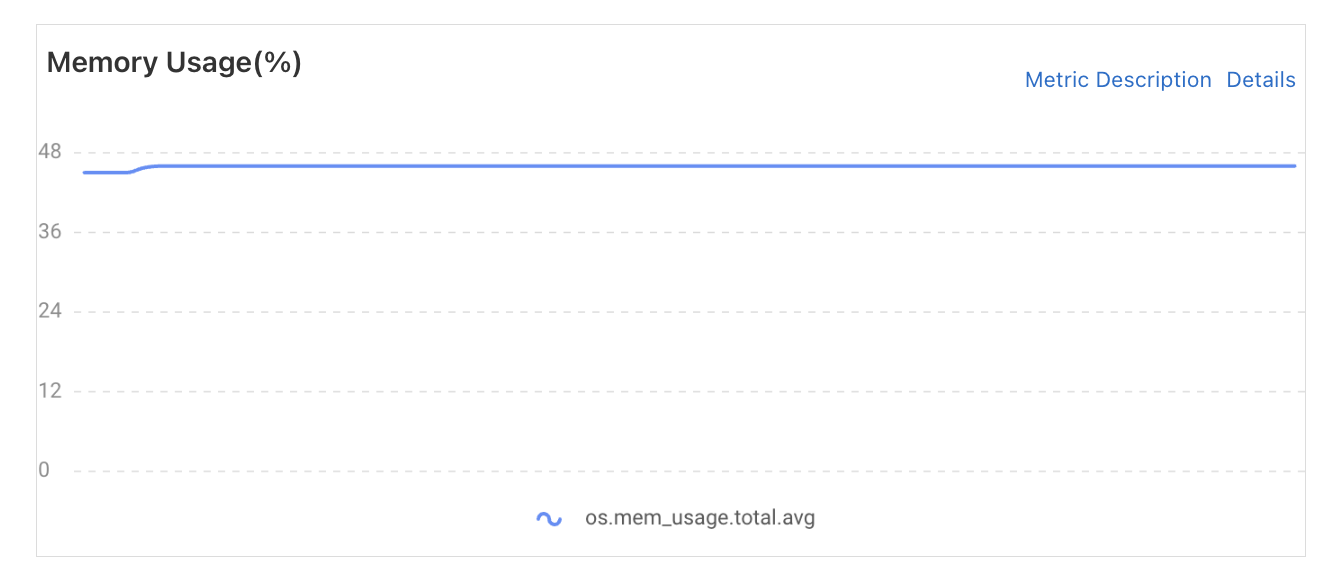 Memory Usage(%)
Metric Description Details
48
36
24
12
0
os.mem_usage.total.avg